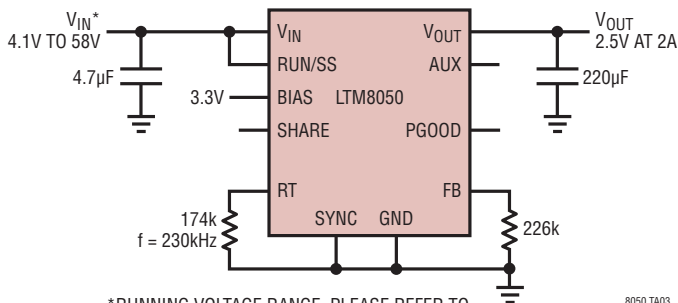 VIN*
4.1V TO 58V
4.7µF
3.3V
VIN
RUN/SS
BIAS
SHARE
RT
LTM8050
VOUT
AUX
PGOOD
FB
SYNC
GND
VOUT
2.5V AT 2A
220µF
174k
f = 230kHz
226k
*RUNNING VOLTAGE RANGE. PLEASE REFER TO
8050 TA03